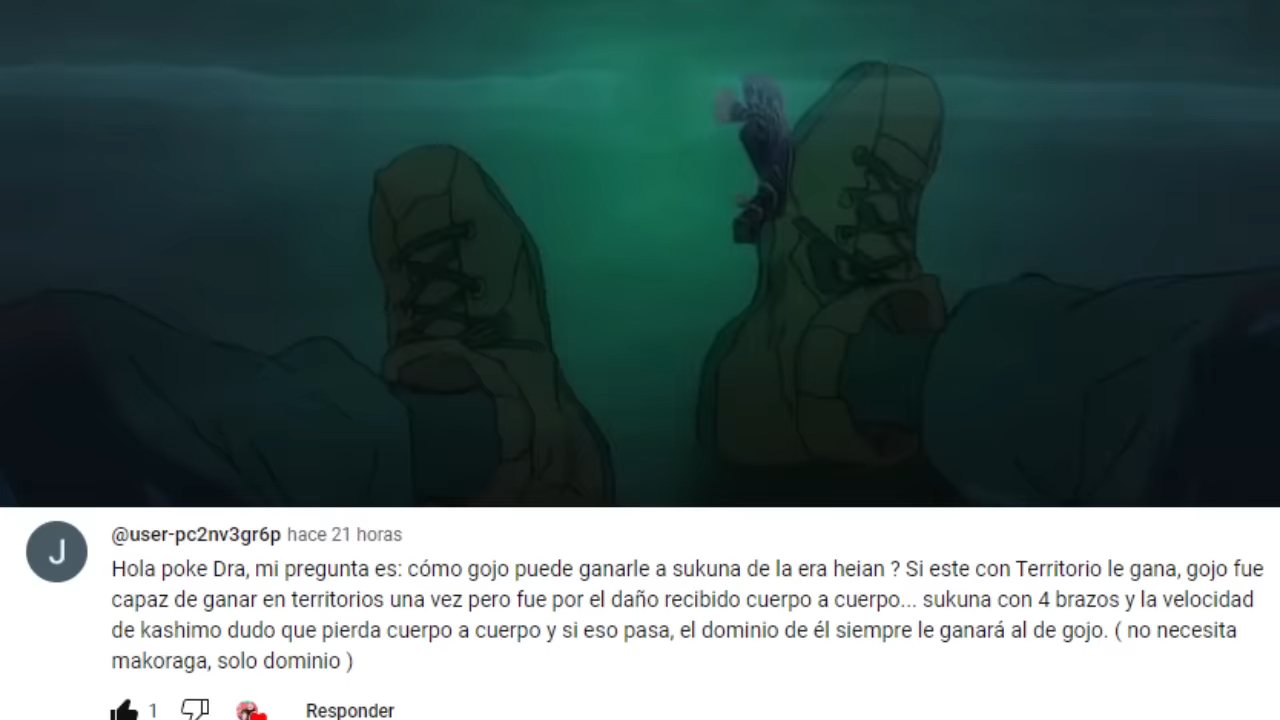 J
@user-pc2nv3gr6p hace 21 horas
Hola poke Dra, mi pregunta es: cómo gojo puede ganarle a sukuna de la era heian ? Si este con Territorio le gana, gojo fue
capaz de ganar en territorios una vez pero fue por el daño recibido cuerpo a cuerpo... sukuna con 4 brazos y la velocidad
de kashimo dudo que pierda cuerpo a cuerpo y si eso pasa, el dominio de él siempre le ganará al de gojo. ( no necesita
makoraga, solo dominio )
1 Responder